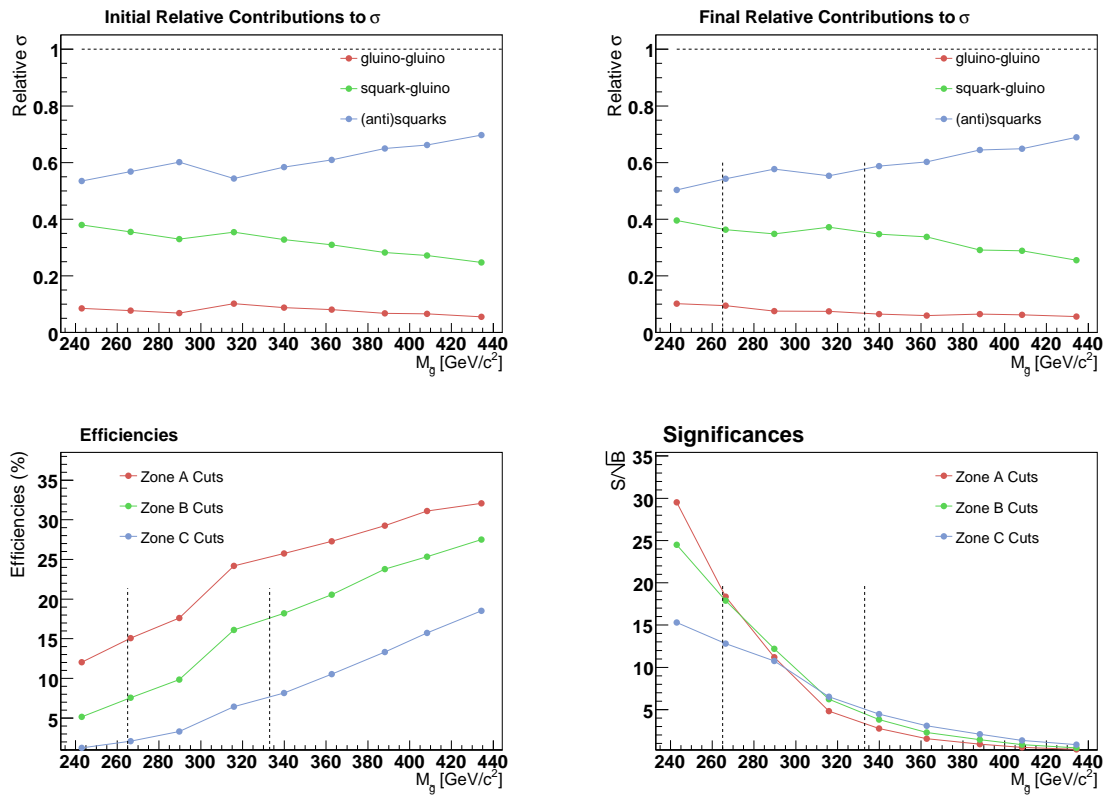 Initial Relative Contributions to σ
Relative σ
1
0.8
0.6
0.4
0.2
0
gluino-gluino
squark-gluino
(anti)squarks
240 260 280 300 320 340 360 380 400 420 440
M_g [GeV/c²]
Final Relative Contributions to σ
Relative σ
1
0.8
0.6
0.4
0.2
0
gluino-gluino
squark-gluino
(anti)squarks
240 260 280 300 320 340 360 380 400 420 440
M_g [GeV/c²]
Efficiencies
Efficiencies (%)
35
30
25
20
15
10
5
Zone A Cuts
Zone B Cuts
Zone C Cuts
240 260 280 300 320 340 360 380 400 420 440
M_g [GeV/c²]
Significances
S/√B
35
30
25
20
15
10
5
Zone A Cuts
Zone B Cuts
Zone C Cuts
240 260 280 300 320 340 360 380 400 420 440
M_g [GeV/c²]